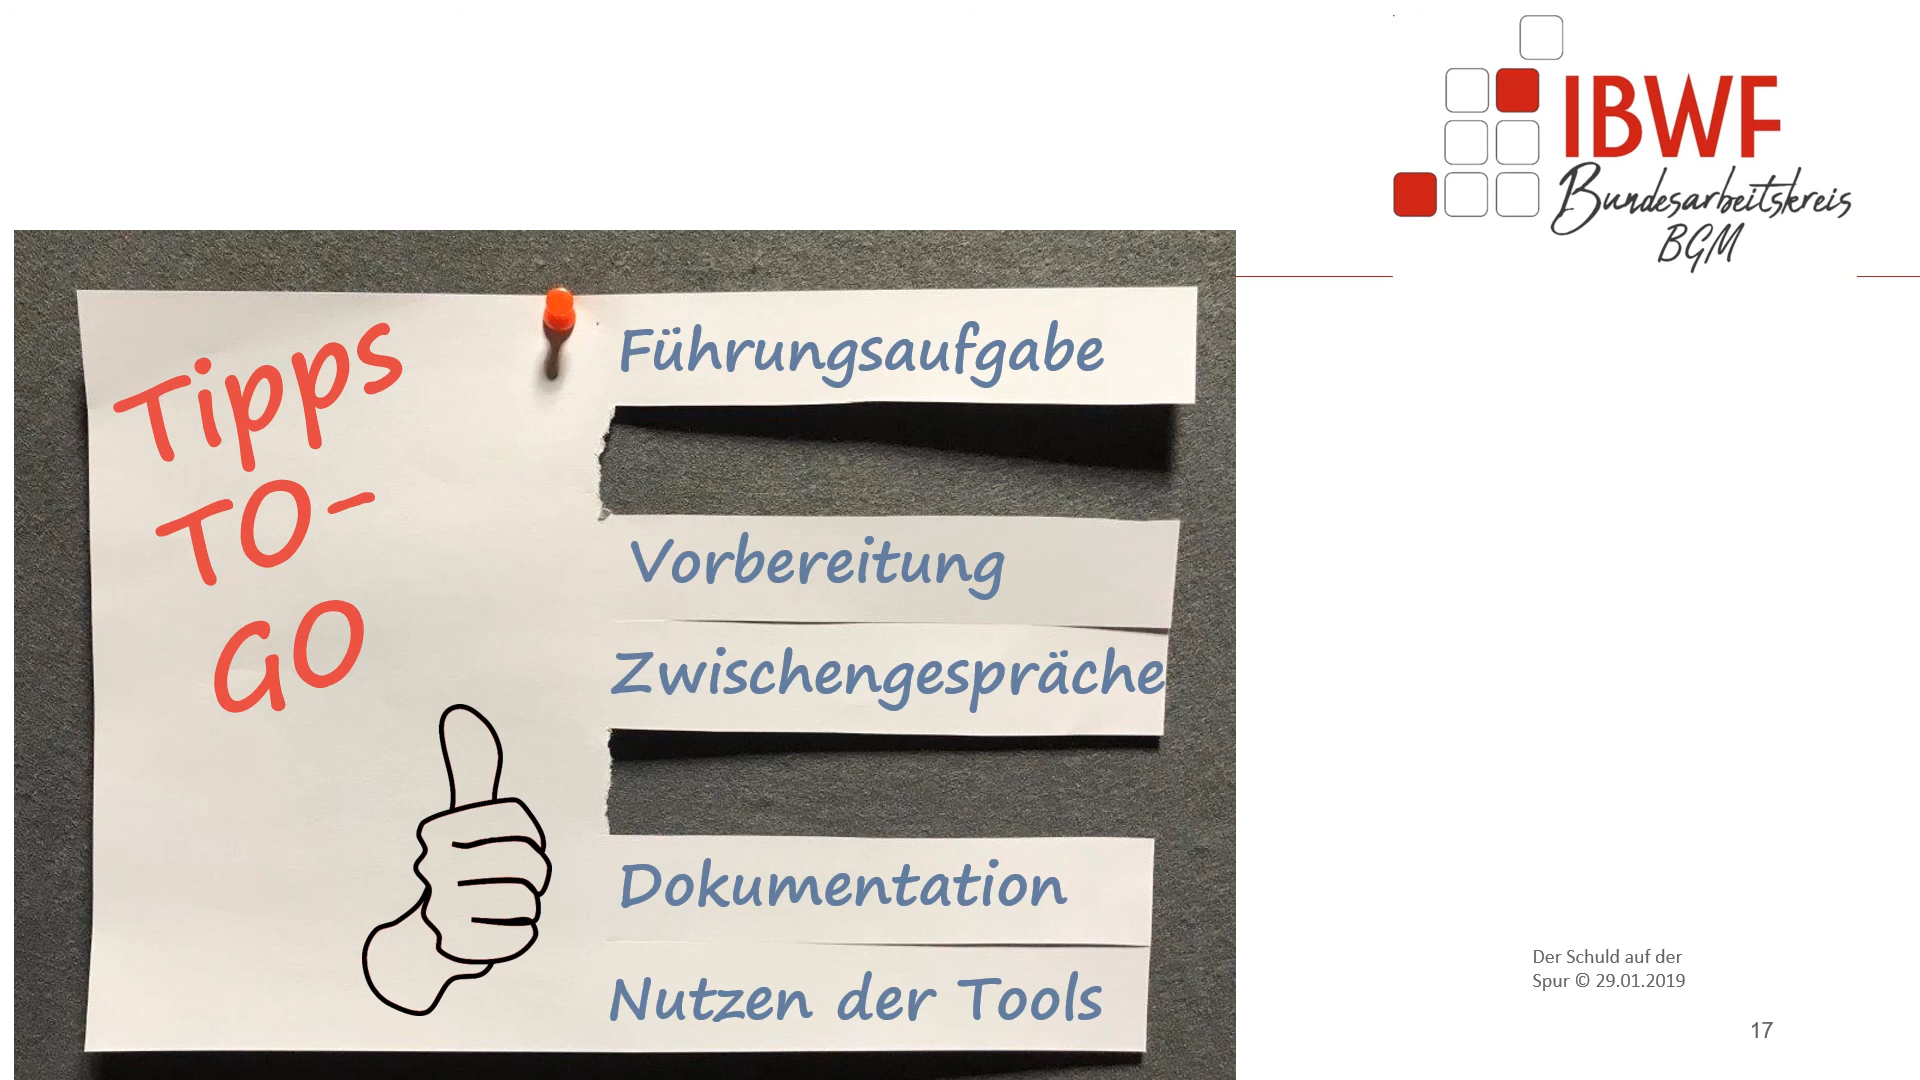 IBWF
Bundesarbeitskreis
BGM
Tipps
TO-
GO
Führungsaufgabe
Vorbereitung
Zwischengespräche
Dokumentation
Nutzen der Tools
Der Schuld auf der
Spur © 29.01.2019
17